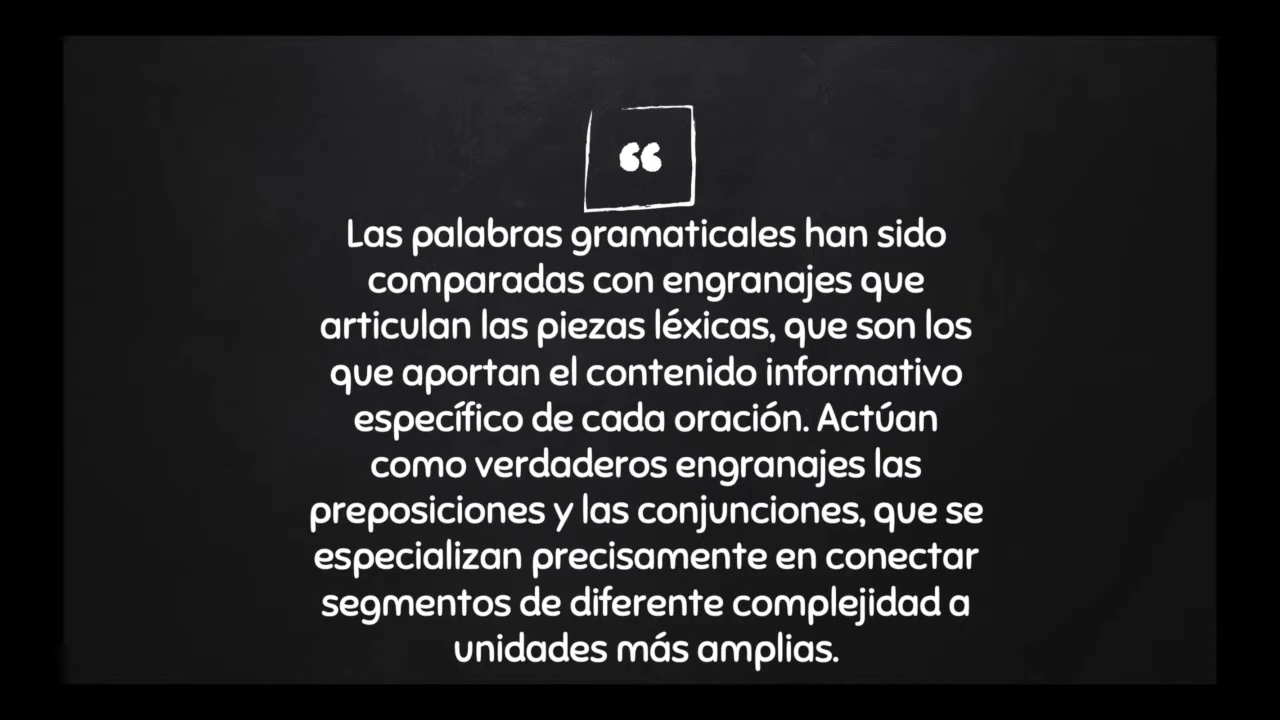 “
Las palabras gramaticales han sido
comparadas con engranajes que
articulan las piezas léxicas, que son los
que aportan el contenido informativo
específico de cada oración. Actúan
como verdaderos engranajes las
preposiciones y las conjunciones, que se
especializan precisamente en conectar
segmentos de diferente complejidad a
unidades más amplias.